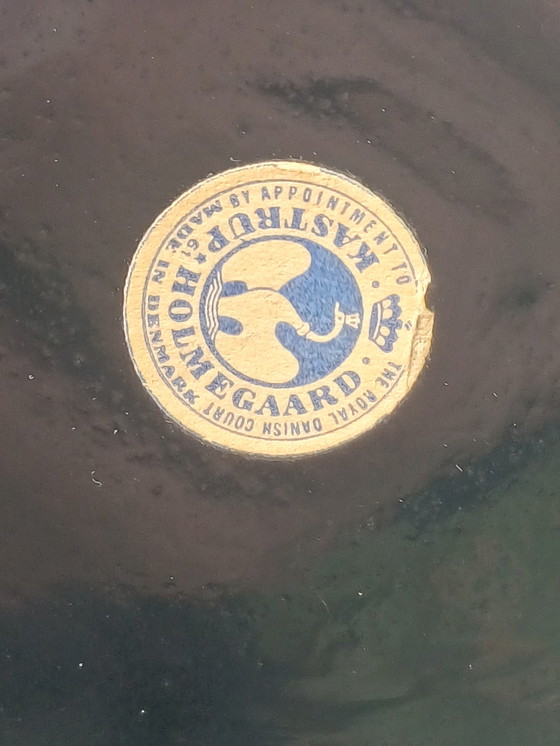 BY APPOINTMENT TO
THE ROYAL DANISH COURT
KASTRUP
HOLMEGAARD
MADE IN DENMARK